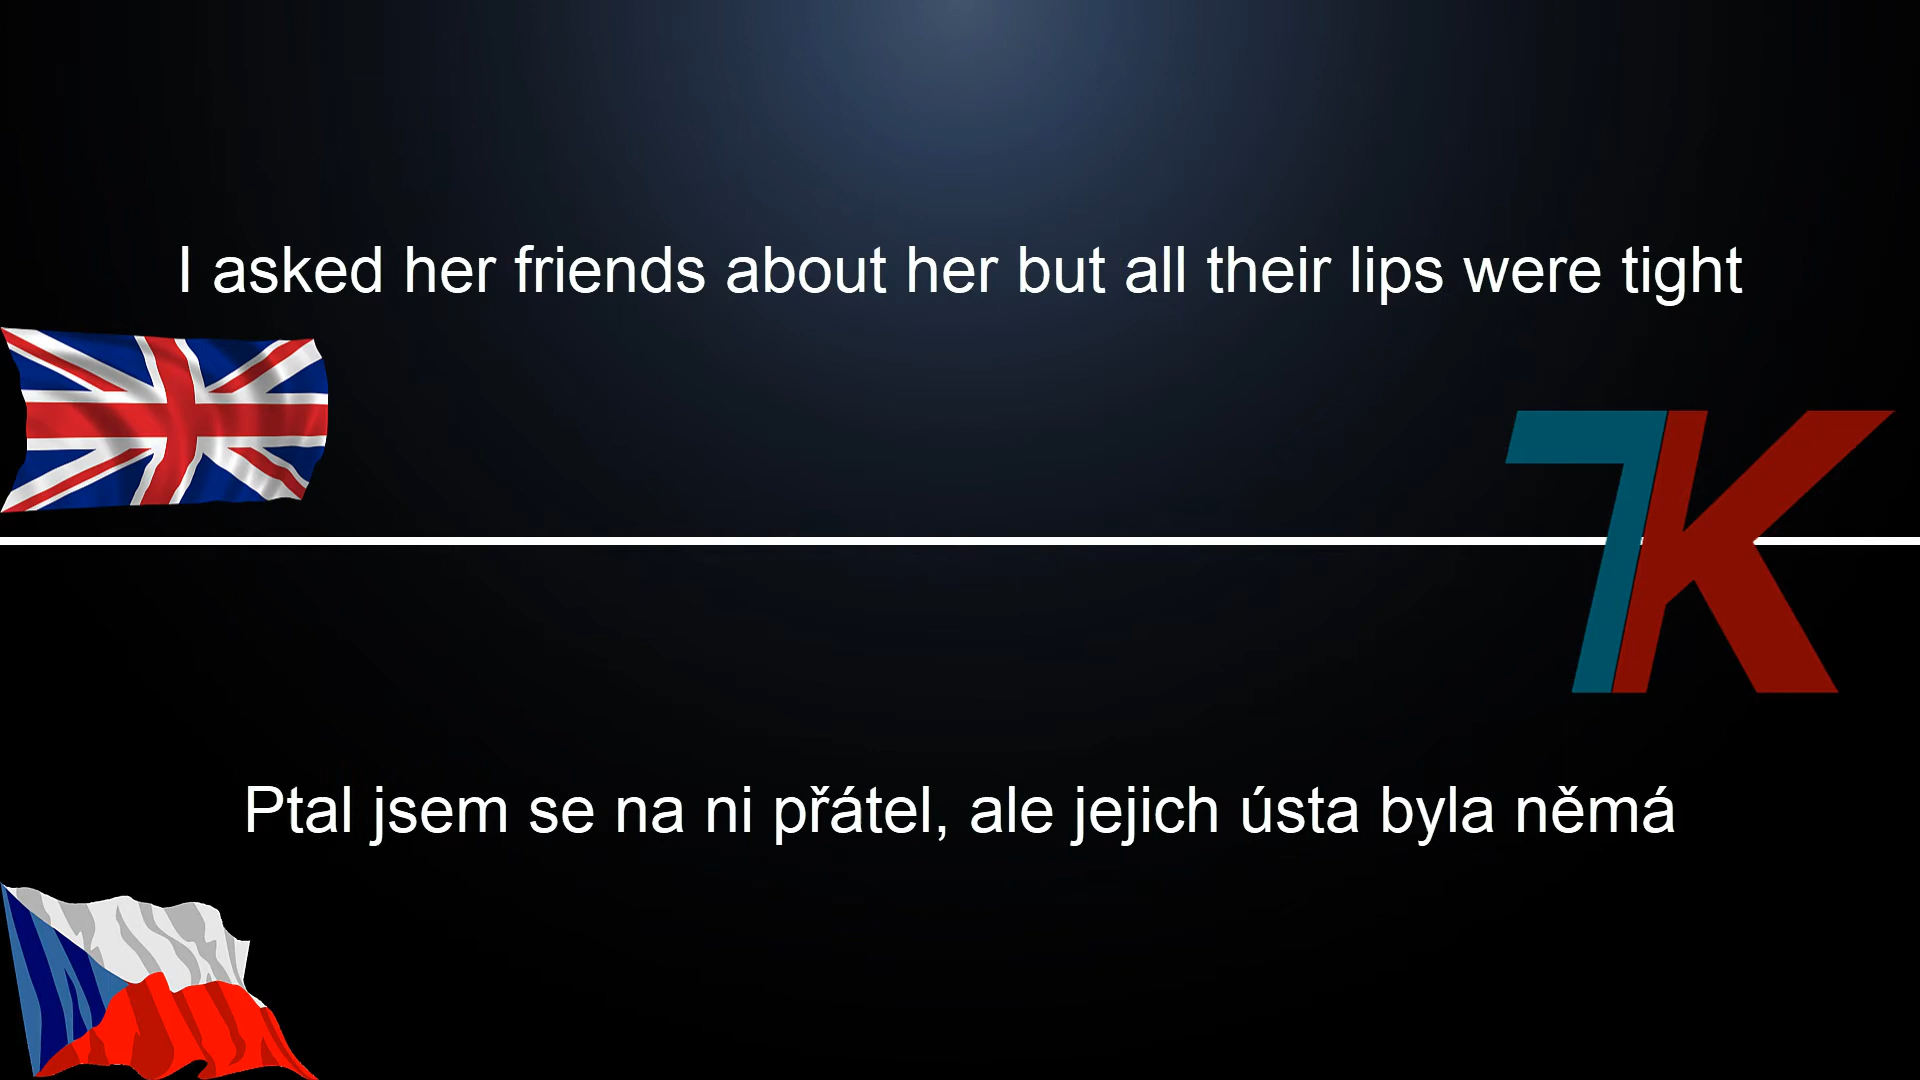 I asked her friends about her but all their lips were tight
7K
Ptal jsem se na ni přátel, ale jejich ústa byla němá